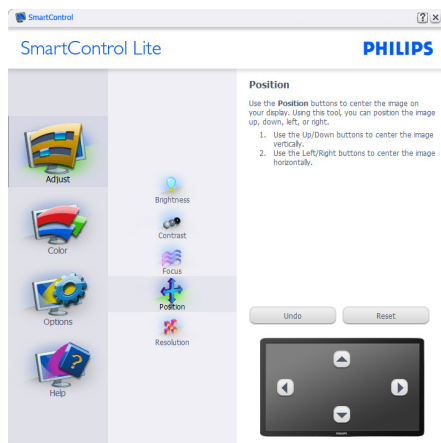 SmartControl
SmartControl Lite
PHILIPS
Adjust
Color
Options
Help
Brightness
Contrast
Focus
Position
Resolution
Position
Use the Position buttons to center the image on
your display. Using this tool, you can position the image
up, down, left, or right.
1. Use the Up/Down buttons to center the image
vertically.
2. Use the Left/Right buttons to center the image
horizontally.
Undo
Reset
PHILIPS